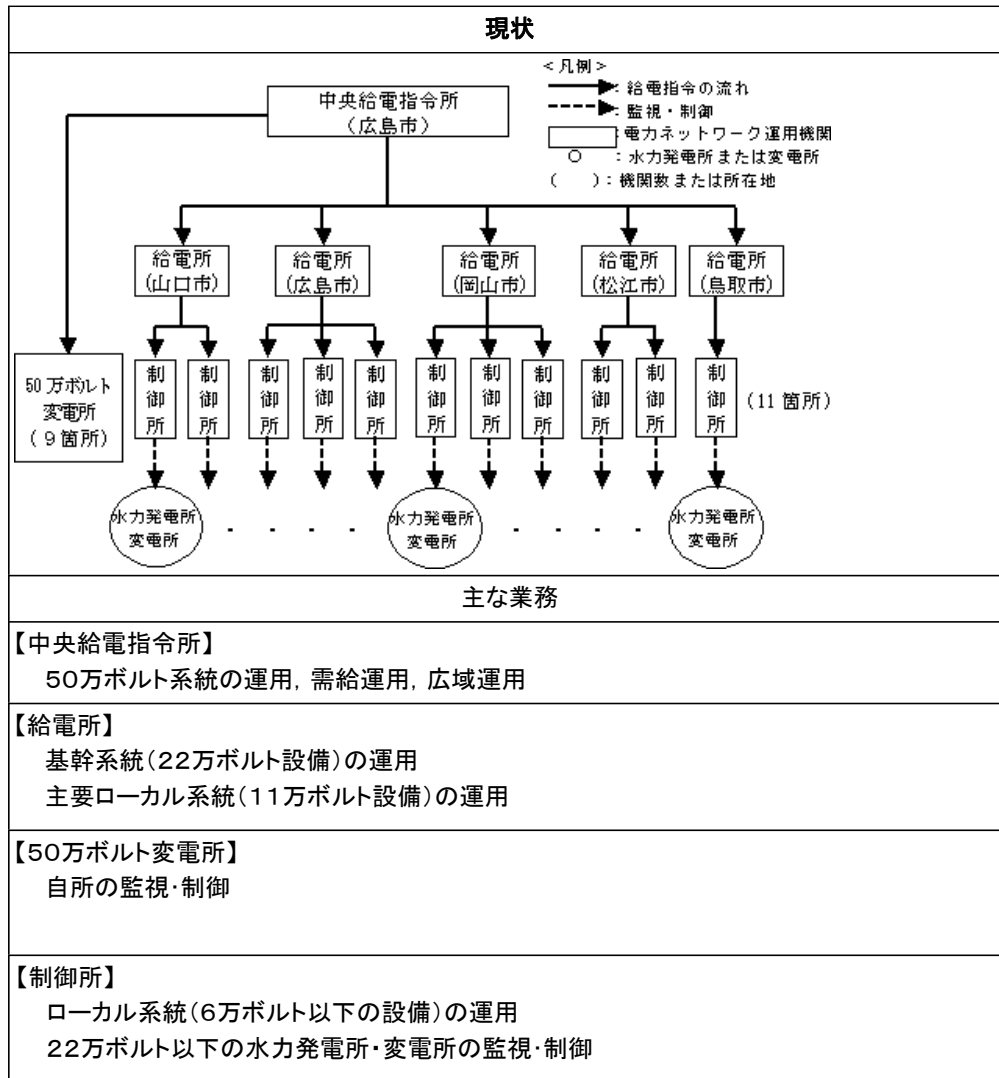 現状
<凡例>
:給電指令の流れ
:監視・制御
:電力ネットワーク運用機関
○ :水力発電所または変電所
( ):機関数または所在地
中央給電指令所
(広島市)
給電所
(山口市)
給電所
(広島市)
給電所
(岡山市)
給電所
(松江市)
給電所
(鳥取市)
50万ボルト
変電所
(9箇所)
制御所
制御所
制御所
制御所
制御所
制御所
制御所
制御所
制御所
制御所
制御所
(11箇所)
水力発電所
変電所
・・・・
水力発電所
変電所
・・・・
水力発電所
変電所
主な業務
【中央給電指令所】
50万ボルト系統の運用,需給運用,広域運用
【給電所】
基幹系統(22万ボルト設備)の運用
主要ローカル系統(11万ボルト設備)の運用
【50万ボルト変電所】
自所の監視・制御
【制御所】
ローカル系統(6万ボルト以下の設備)の運用
22万ボルト以下の水力発電所・変電所の監視・制御